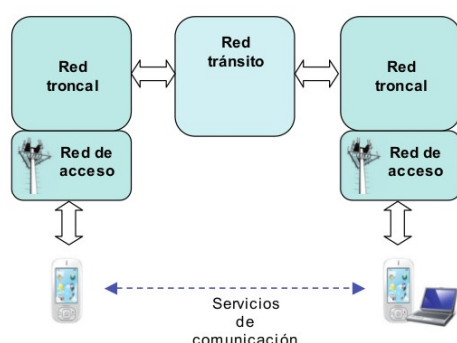 Red
troncal
Red
tránsito
Red
troncal
Red de
acceso
Red de
acceso
Servicios
de
comunicación